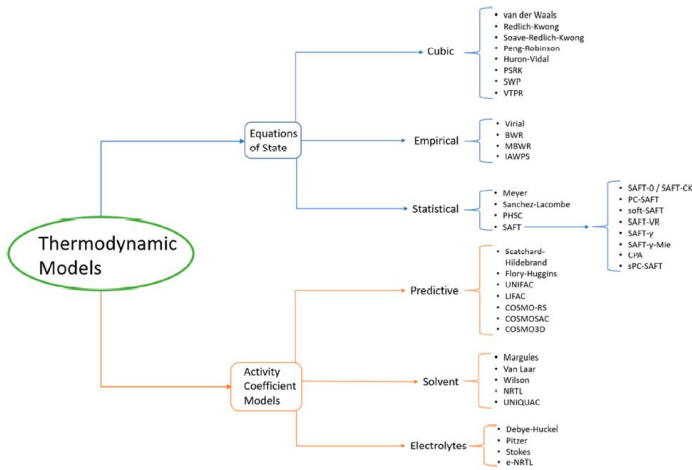 Thermodynamic
Models
Equations
of State
Cubic
• van der Waals
• Redlich-Kwong
• Soave-Redlich-Kwong
• Peng-Robinson
• Huron-Vidal
• PSRK
• SWP
• VTPR
Empirical
• Virial
• BWR
• MBWR
• IAWPS
Statistical
• Meyer
• Sanchez-Lacombe
• PHSC
• SAFT
• SAFT-0 / SAFT-CK
• PC-SAFT
• soft-SAFT
• SAFT-VR
• SAFT-γ
• SAFT-γ-Mie
• CPA
• sPC-SAFT
Activity
Coefficient
Models
Predictive
• Scatchard-
Hildebrand
• Flory-Huggins
• UNIFAC
• LIFAC
• COSMO-RS
• COSMOSAC
• COSMO3D
Solvent
• Margules
• Van Laar
• Wilson
• NRTL
• UNIQUAC
Electrolytes
• Debye-Huckel
• Pitzer
• Stokes
• e-NRTL